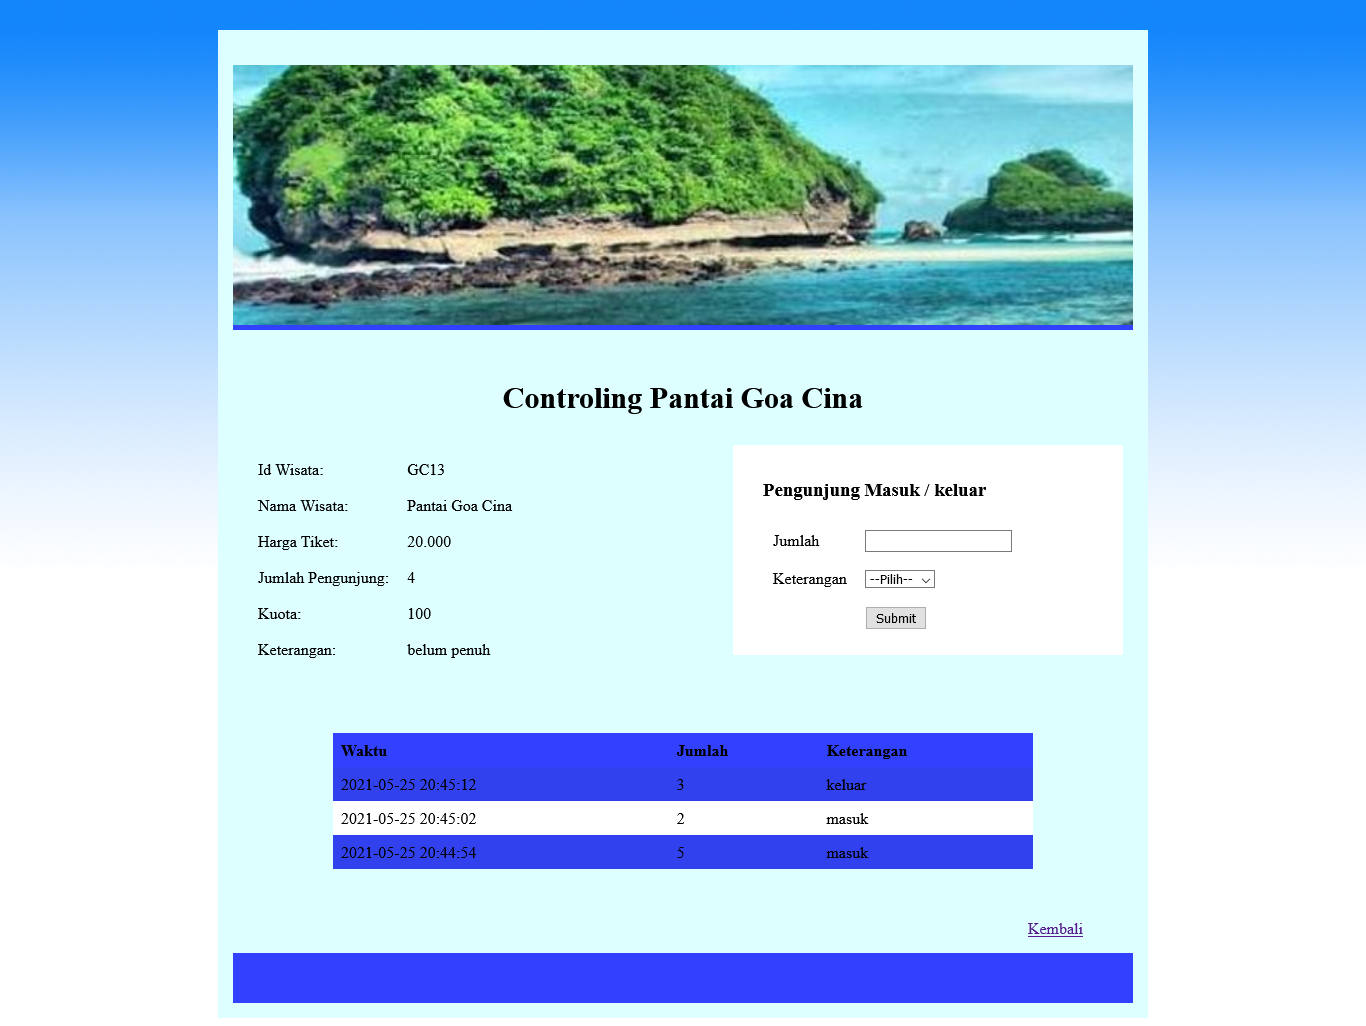 Controling Pantai Goa Cina
Id Wisata: GC13
Nama Wisata: Pantai Goa Cina
Harga Tiket: 20.000
Jumlah Pengunjung: 4
Kuota: 100
Keterangan: belum penuh
Pengunjung Masuk / keluar
Jumlah
Keterangan --Pilih--
Submit
Waktu Jumlah Keterangan
2021-05-25 20:45:12 3 keluar
2021-05-25 20:45:02 2 masuk
2021-05-25 20:44:54 5 masuk
Kembali